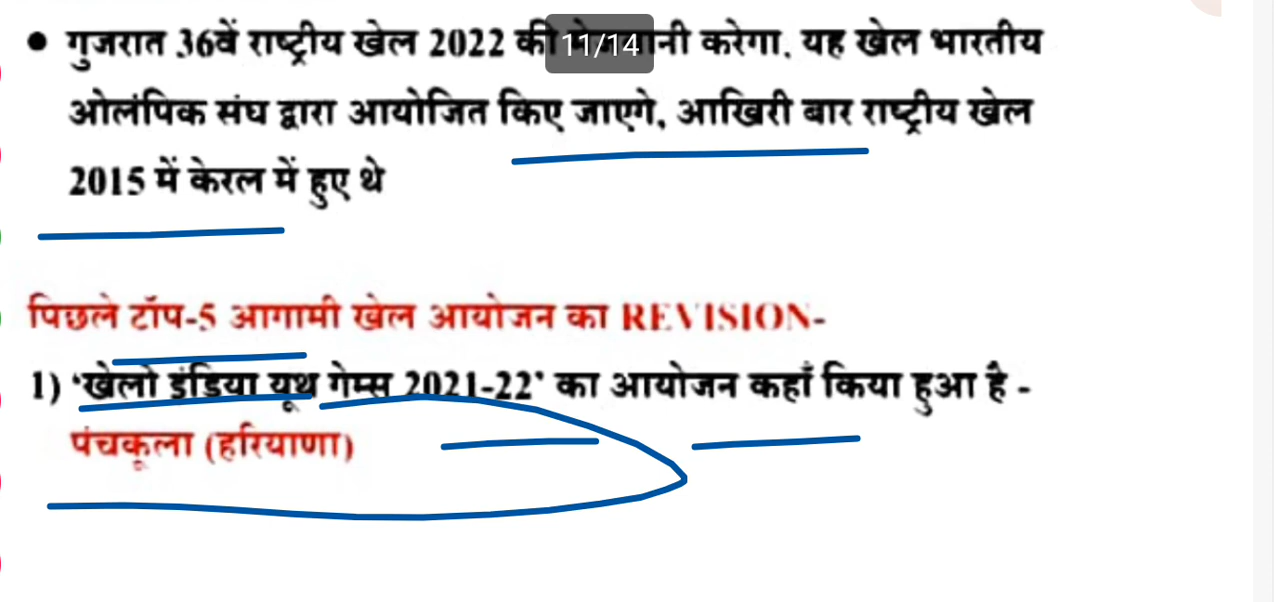 • गुजरात 36वें राष्ट्रीय खेल 2022 की 11/14 करेगा. यह खेल भारतीय
ओलंपिक संघ द्वारा आयोजित किए जाएगे, आखिरी बार राष्ट्रीय खेल
2015 में केरल में हुए थे
पिछले टॉप-5 आगामी खेल आयोजन का REVISION-
1) ‘खेलो इंडिया यूथ गेम्स 2021-22' का आयोजन कहाँ किया हुआ है -
पंचकूला (हरियाणा)